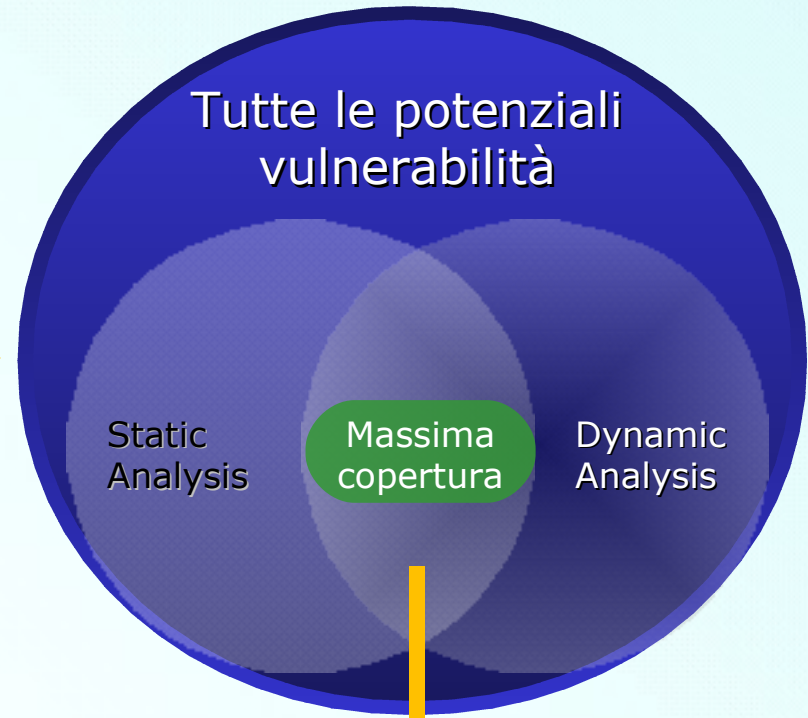 Tutte le potenziali
vulnerabilità
Static
Analysis
Massima
copertura
Dynamic
Analysis